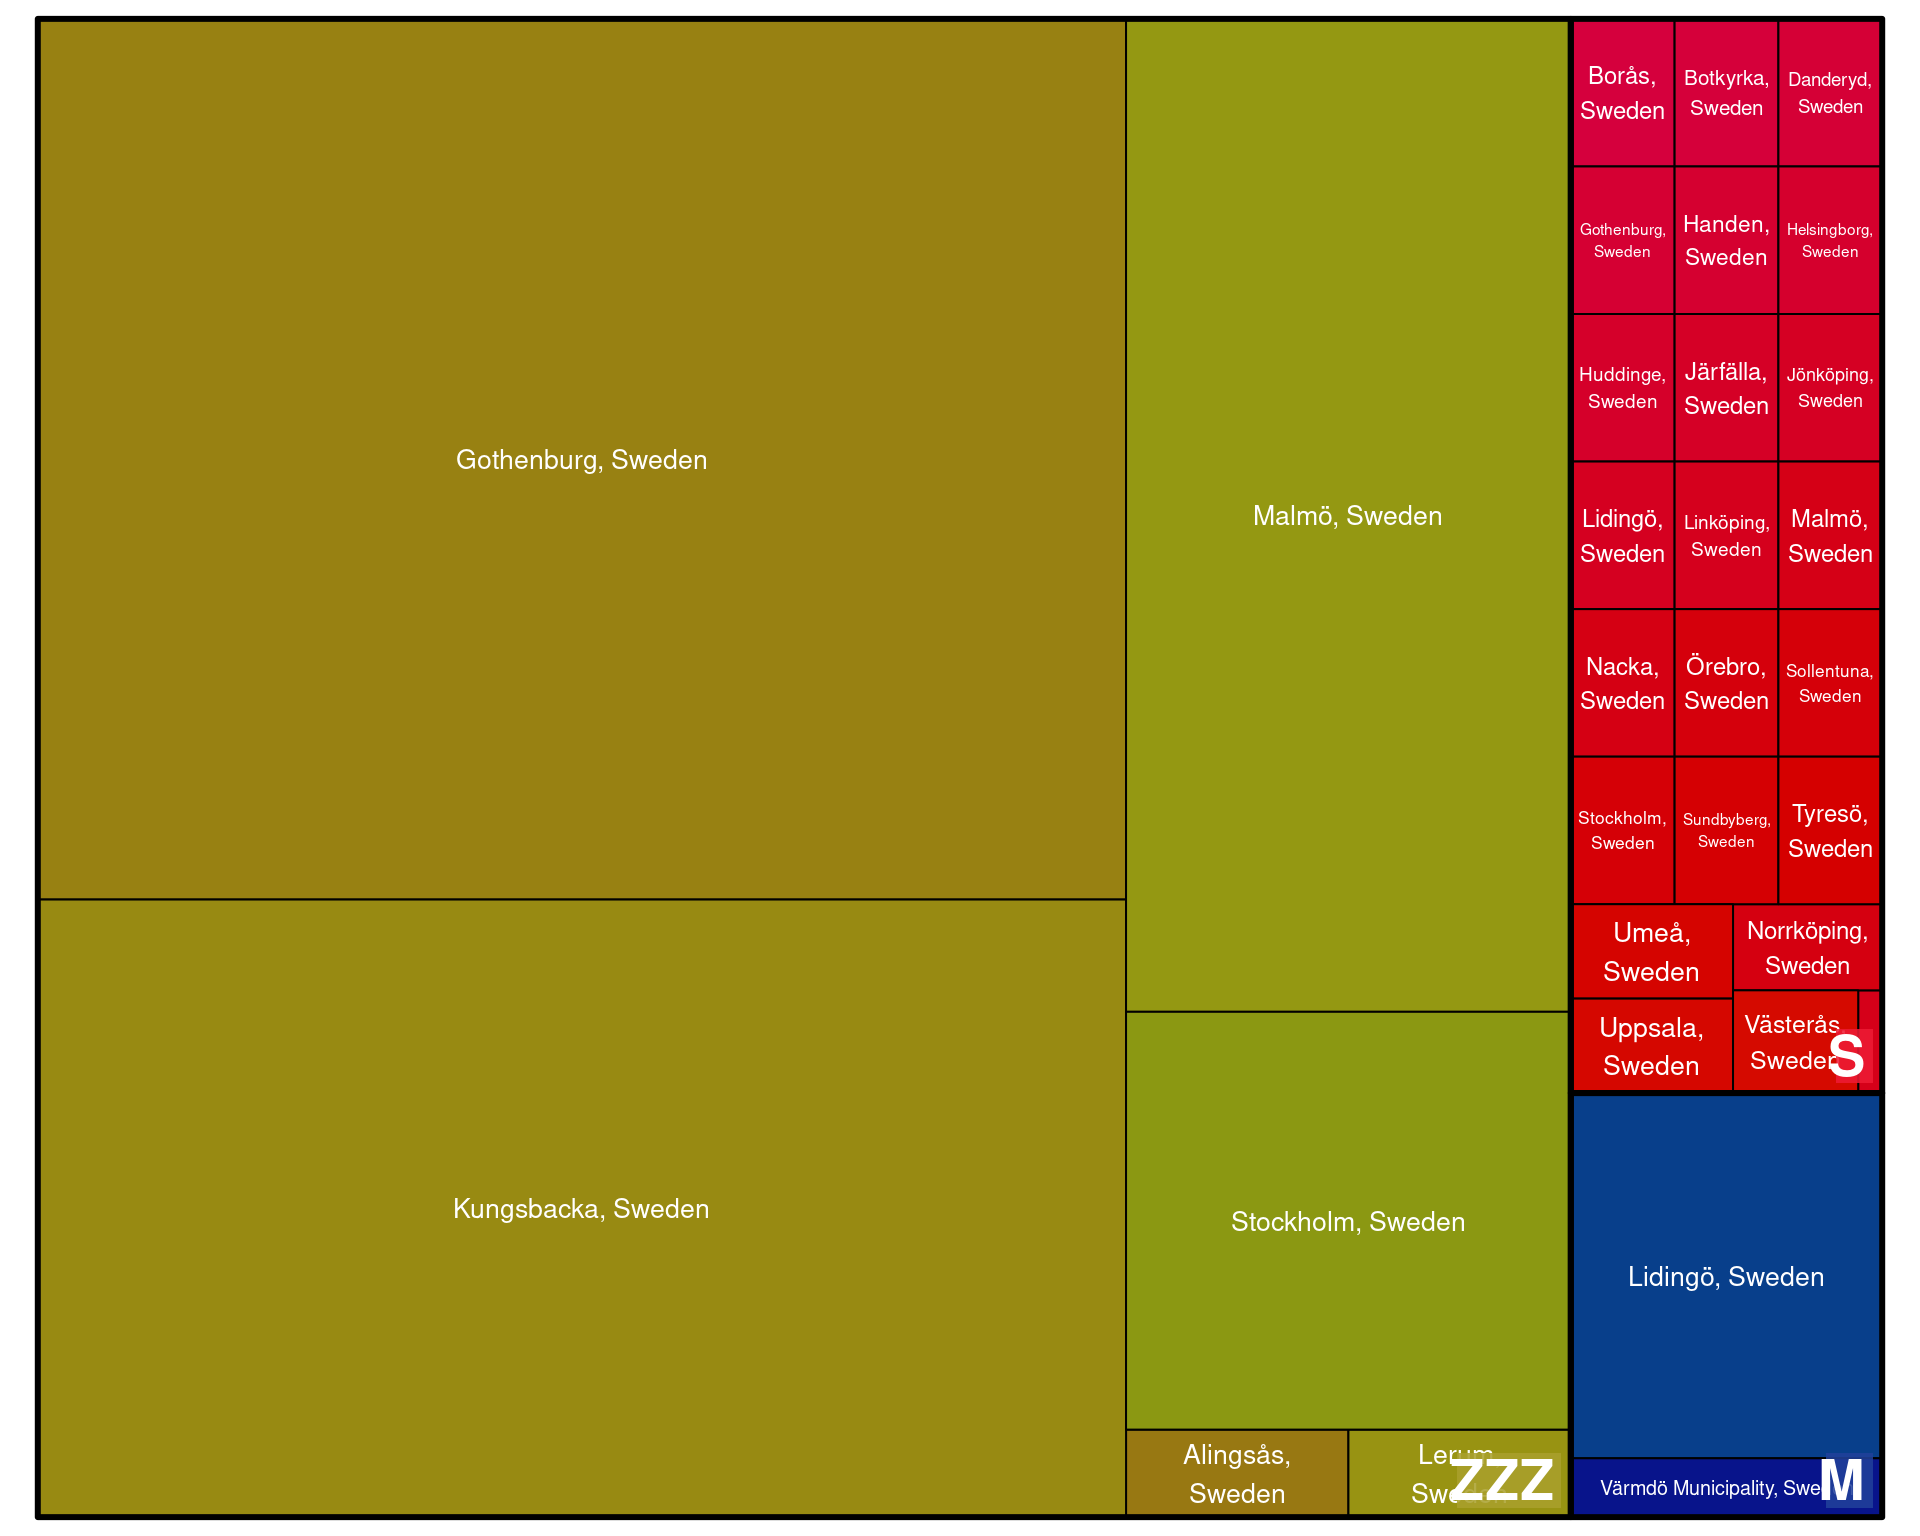 Gothenburg, Sweden
Kungsbacka, Sweden
Malmö, Sweden
Stockholm, Sweden
Alingsås,
Sweden
ZZZ
Borås,
Sweden
Botkyrka,
Sweden
Danderyd,
Sweden
Gothenburg,
Sweden
Handen,
Sweden
Helsingborg,
Sweden
Huddinge,
Sweden
Järfälla,
Sweden
Jönköping,
Sweden
Lidingö,
Sweden
Linköping,
Sweden
Malmö,
Sweden
Nacka,
Sweden
Örebro,
Sweden
Sollentuna,
Sweden
Stockholm,
Sweden
Sundbyberg,
Sweden
Tyresö,
Sweden
Umeå,
Sweden
Norrköping,
Sweden
Uppsala,
Sweden
Västerås,
Sweden
S
Lidingö, Sweden
Värmdö Municipality,
M